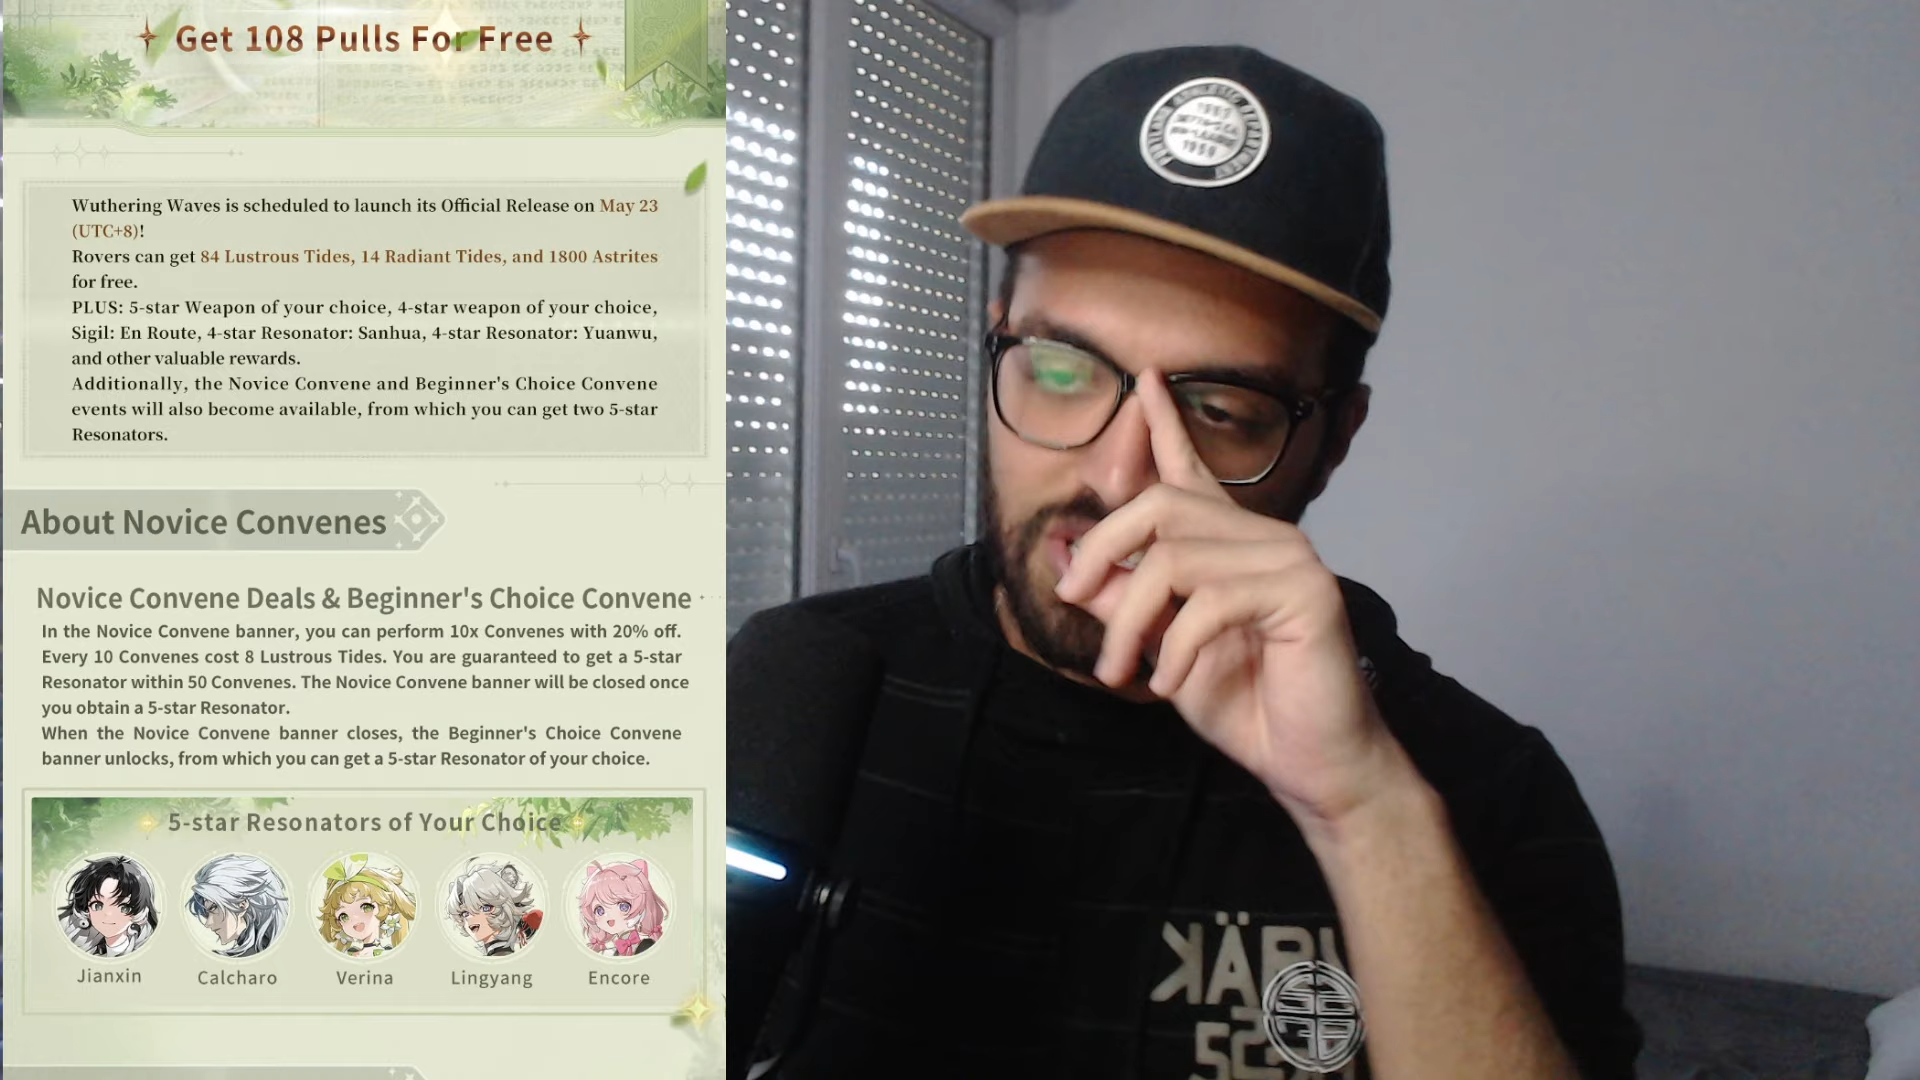 Get 108 Pulls For Free
Wuthering Waves is scheduled to launch its Official Release on May 23
(UTC+8)!
Rovers can get 84 Lustrous Tides, 14 Radiant Tides, and 1800 Astrites
for free.
PLUS: 5-star Weapon of your choice, 4-star weapon of your choice,
Sigil: En Route, 4-star Resonator: Sanhua, 4-star Resonator: Yuanwu,
and other valuable rewards.
Additionally, the Novice Convene and Beginner's Choice Convene
events will also become available, from which you can get two 5-star
Resonators.
About Novice Convenes
Novice Convene Deals & Beginner's Choice Convene
In the Novice Convene banner, you can perform 10x Convenes with 20% off.
Every 10 Convenes cost 8 Lustrous Tides. You are guaranteed to get a 5-star
Resonator within 50 Convenes. The Novice Convene banner will be closed once
you obtain a 5-star Resonator.
When the Novice Convene banner closes, the Beginner's Choice Convene
banner unlocks, from which you can get a 5-star Resonator of your choice.
5-star Resonators of Your Choice
Jianxin
Calcharo
Verina
Lingyang
Encore